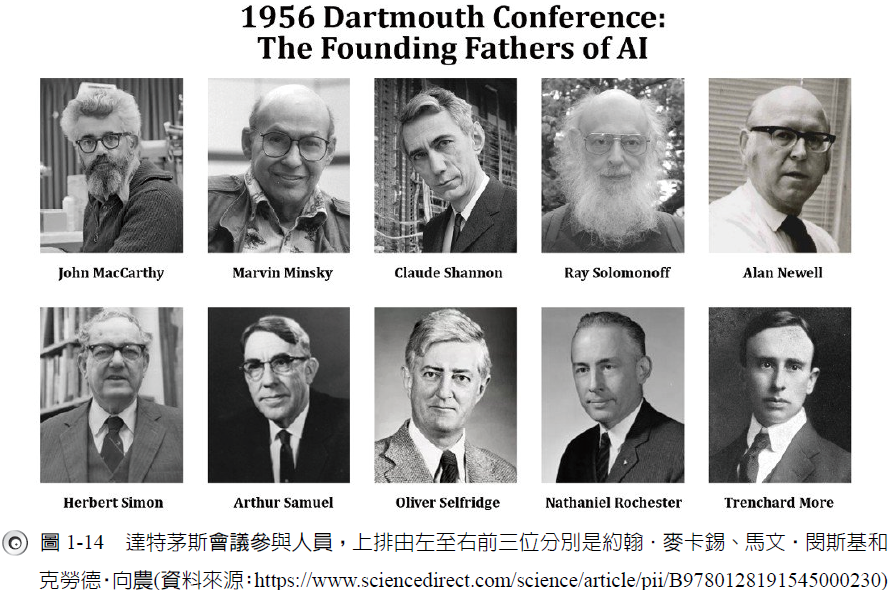 1956 Dartmouth Conference:
The Founding Fathers of AI
John MacCarthy
Marvin Minsky
Claude Shannon
Ray Solomonoff
Alan Newell
Herbert Simon
Arthur Samuel
Oliver Selfridge
Nathaniel Rochester
Trenchard More
圖 1-14 達特茅斯會議參與人員，上排由左至右前三位分別是約翰．麥卡錫、馬文．閔斯基和
克勞德·向農(資料來源：https://www.sciencedirect.com/science/article/pii/B9780128191545000230)